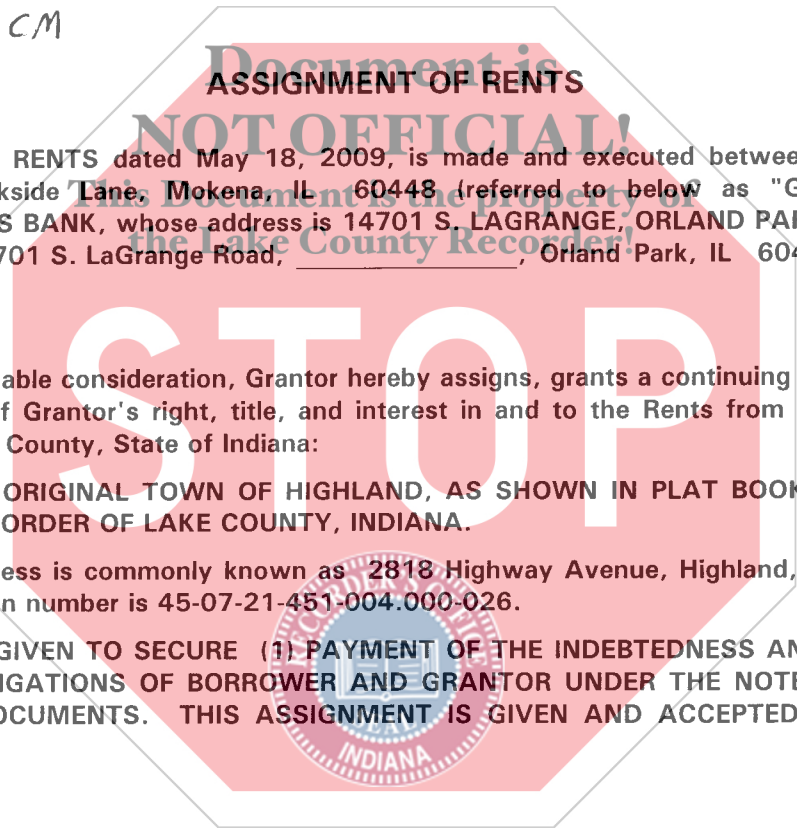 CM
Document is
ASSIGNMENT OF RENTS
NOT OFFICIAL!
RENTS dated May 18, 2009, is made and executed betwee
kside Lane, Mokena, IL 60448 (referred to below as "G
This Document is the property of
S BANK, whose address is 14701 S. LAGRANGE, ORLAND PAR
the Lake County Recorder!
701 S. LaGrange Road, _______________, Orland Park, IL 604
STOP
able consideration, Grantor hereby assigns, grants a continuing
f Grantor's right, title, and interest in and to the Rents from
County, State of Indiana:
ORIGINAL TOWN OF HIGHLAND, AS SHOWN IN PLAT BOOK
ORDER OF LAKE COUNTY, INDIANA.
ess is commonly known as 2818 Highway Avenue, Highland,
n number is 45-07-21-451-004.000-026.
GIVEN TO SECURE (1) PAYMENT OF THE INDEBTEDNESS AN
IGATIONS OF BORROWER AND GRANTOR UNDER THE NOTE
OCUMENTS. THIS ASSIGNMENT IS GIVEN AND ACCEPTED
RECORDER'S OFFICE
SEAL
INDIANA